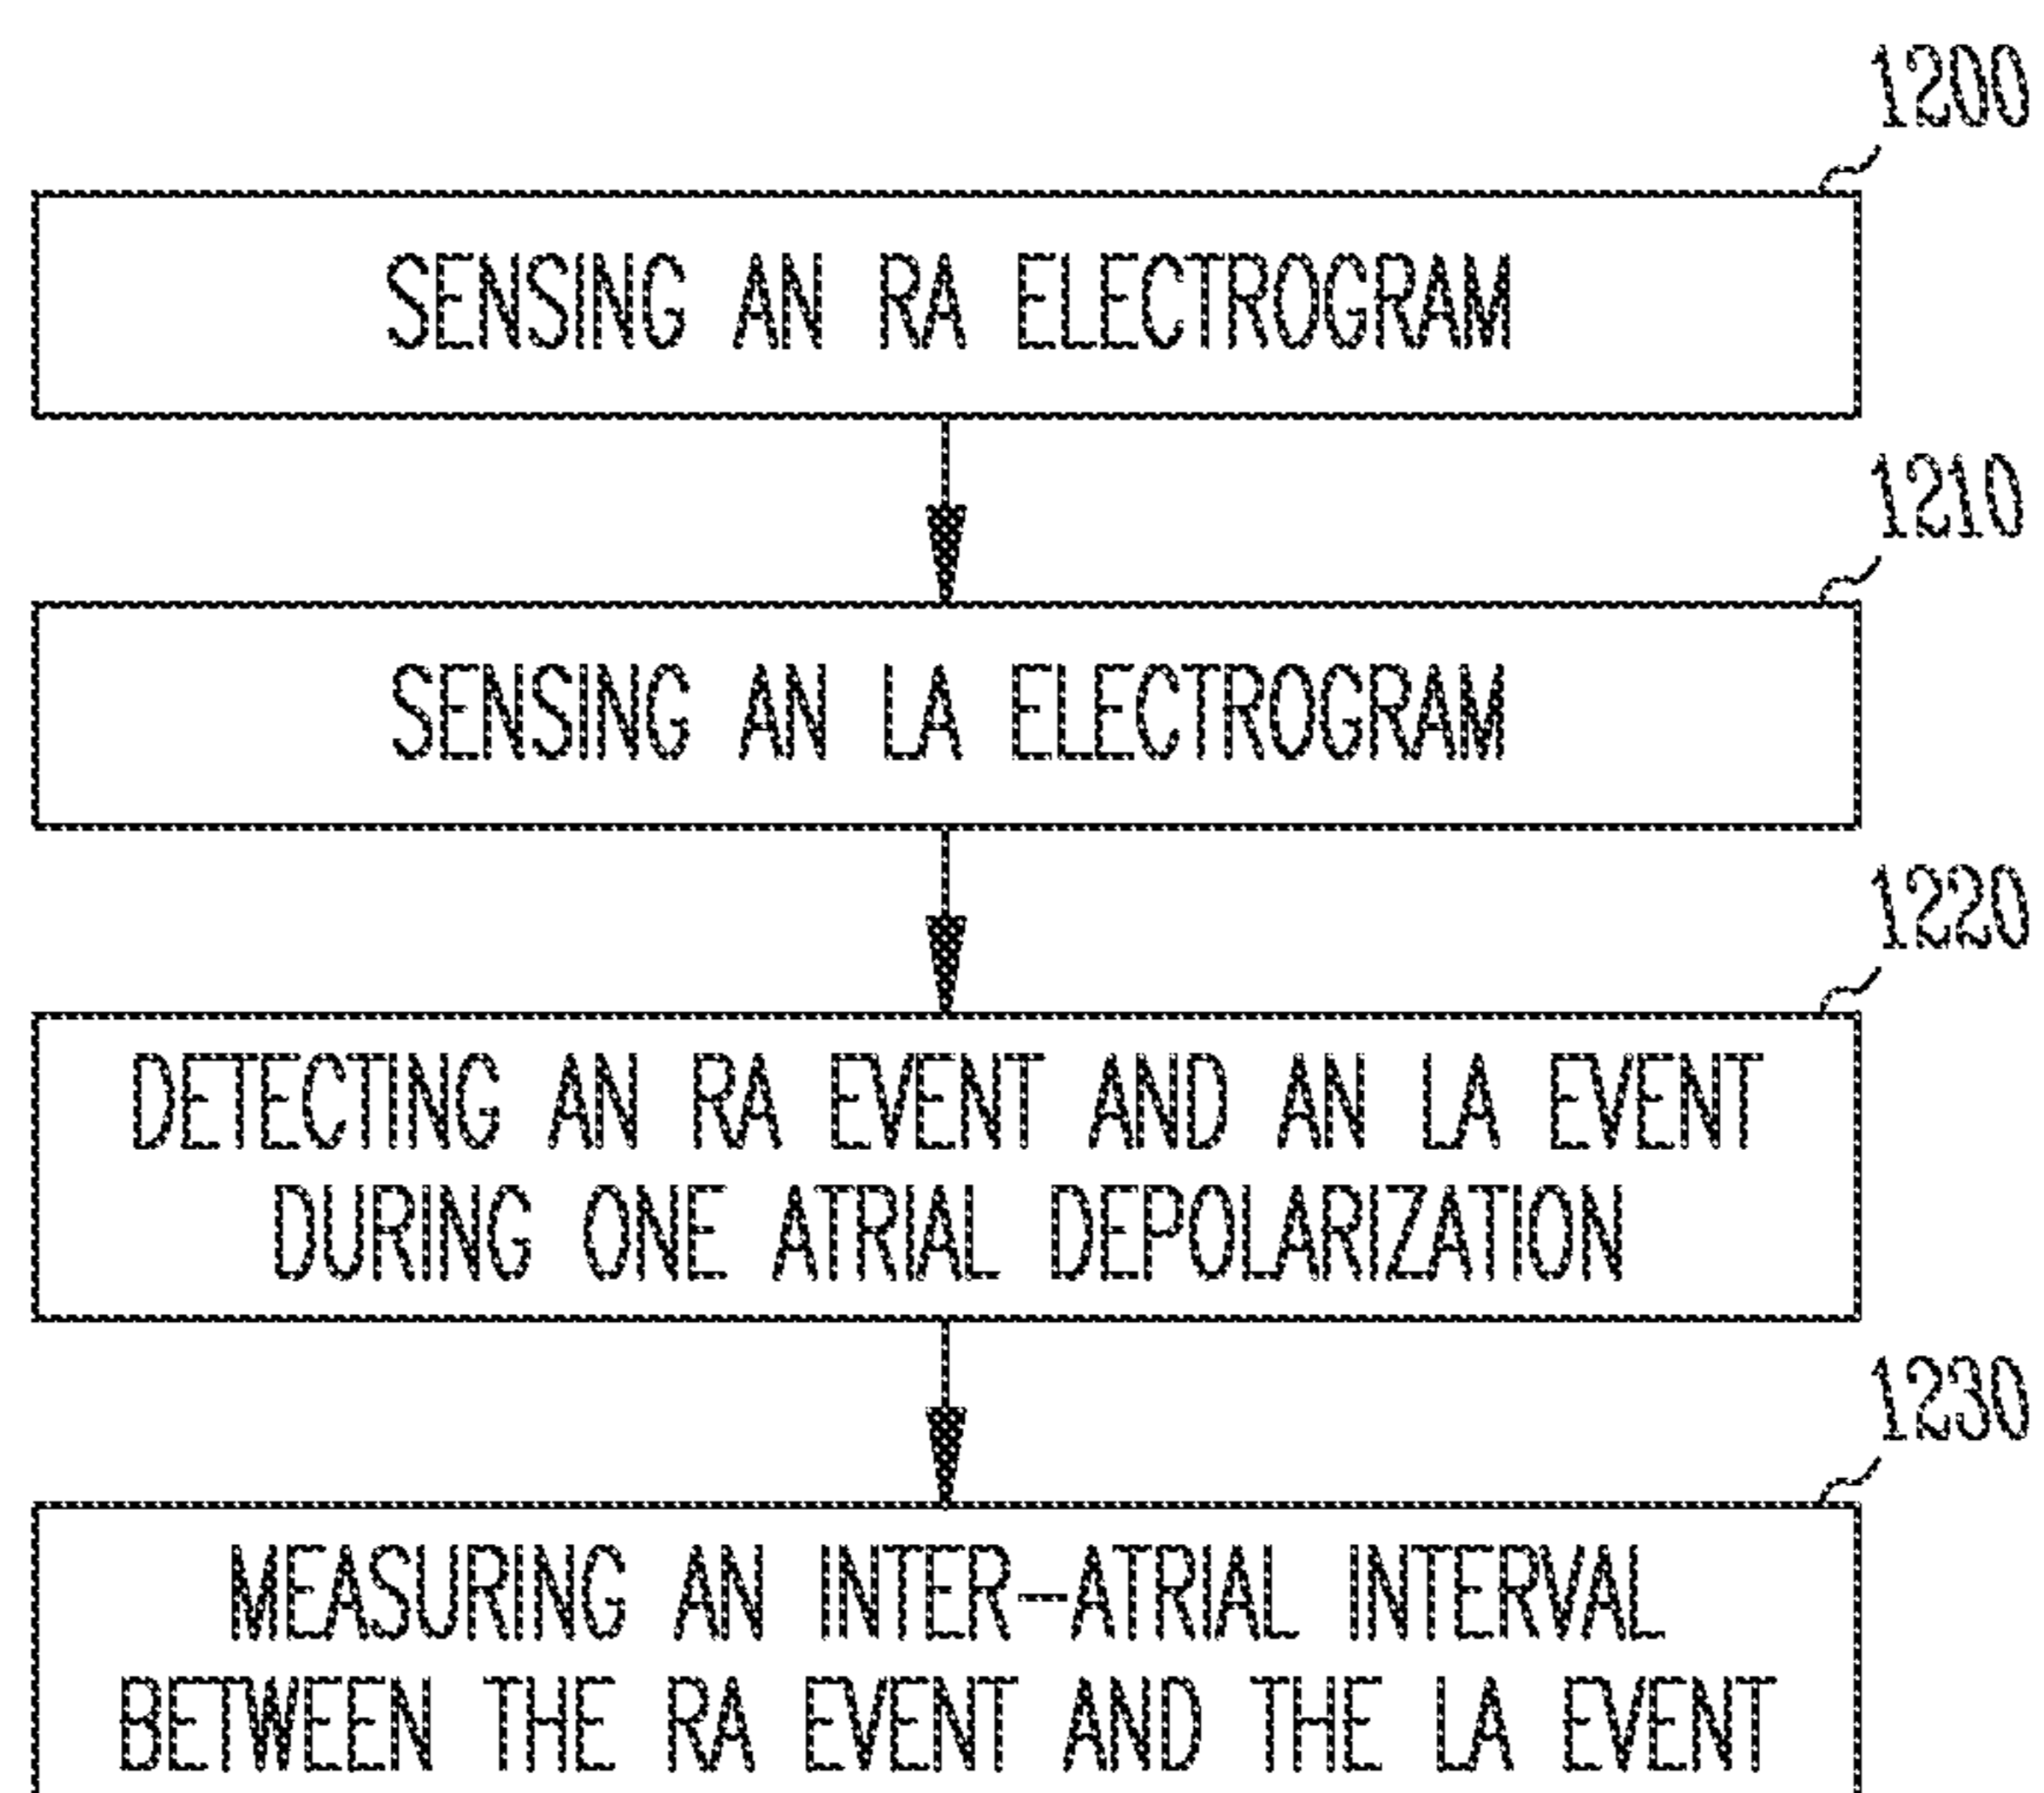 1200
SENSING AN RA ELECTROGRAM
1210
SENSING AN LA ELECTROGRAM
1220
DETECTING AN RA EVENT AND AN LA EVENT
DURING ONE ATRIAL DEPOLARIZATION
1230
MEASURING AN INTER-ATRIAL INTERVAL
BETWEEN THE RA EVENT AND THE LA EVENT